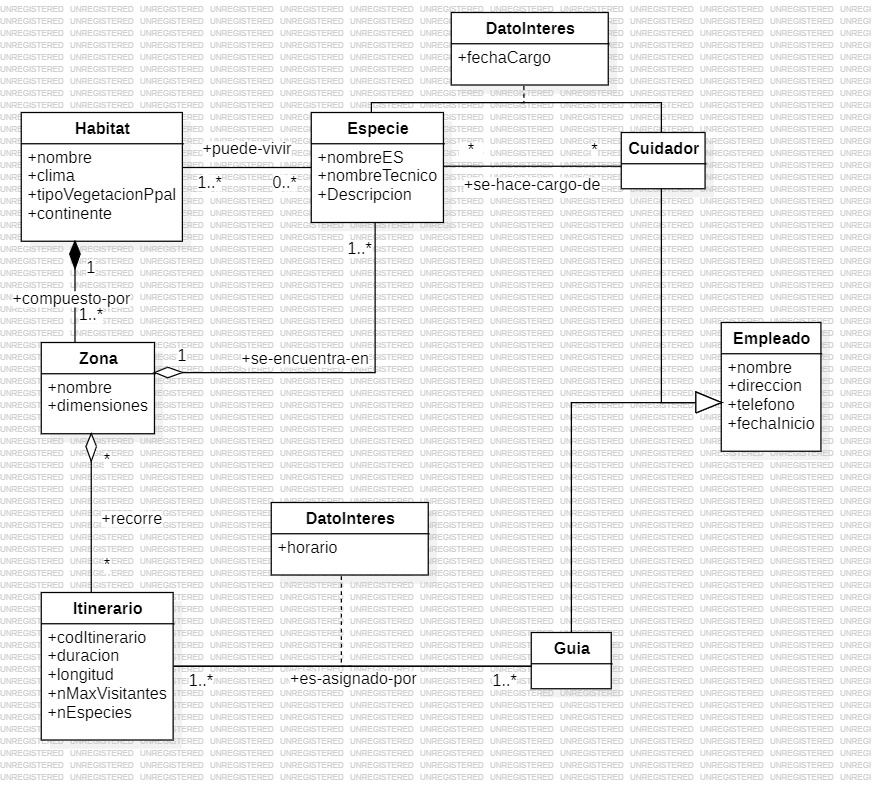 DatoInteres
+fechaCargo
Habitat
+nombre
+clima
+tipoVegetacionPpal
+continente
+puede-vivir
1..*
0..*
Especie
+nombreES
+nombreTecnico
+Descripcion
*
*
+se-hace-cargo-de
Cuidador
1..*
1
+compuesto-por
1..*
Zona
+nombre
+dimensiones
1
+se-encuentra-en
Empleado
+nombre
+direccion
+telefono
+fechaInicio
*
+recorre
*
DatoInteres
+horario
Itinerario
+codItinerario
+duracion
+longitud
+nMaxVisitantes
+nEspecies
1..*
+es-asignado-por
1..*
Guia
UNREGISTERED